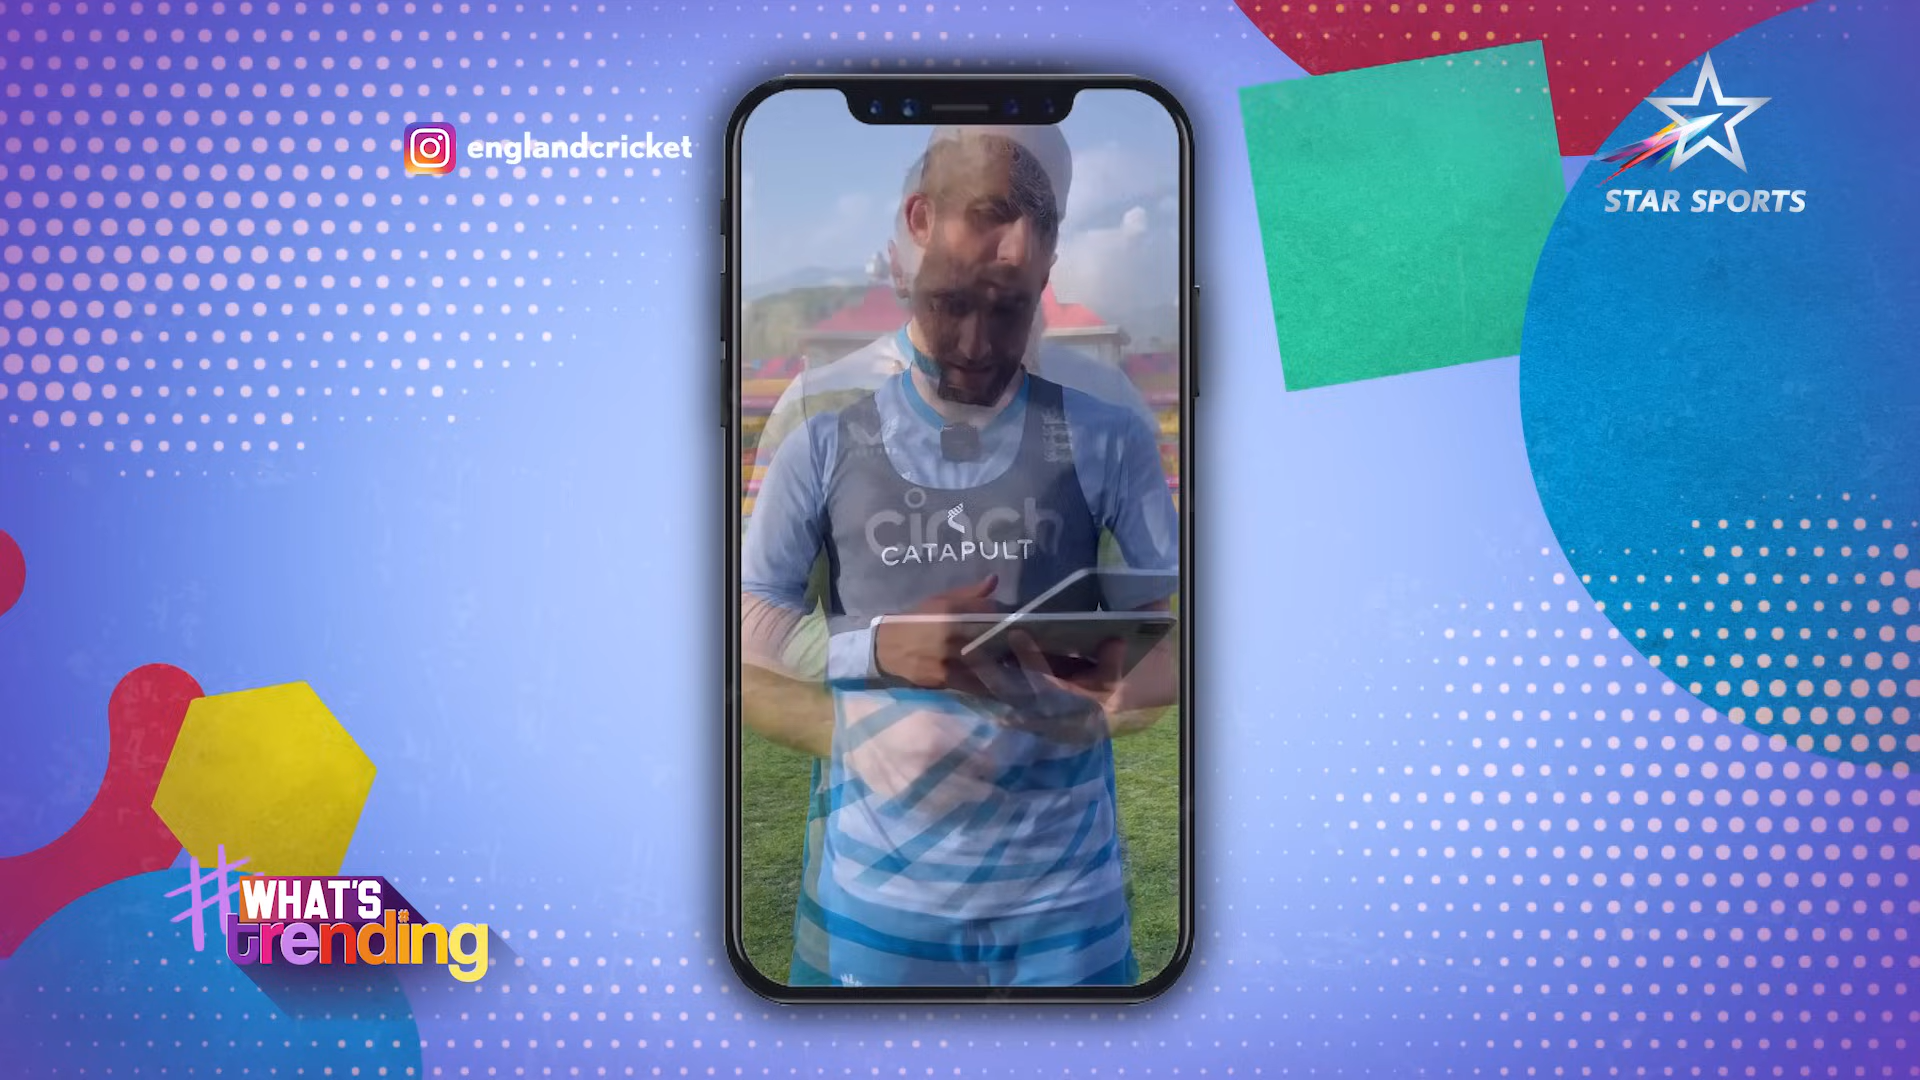 englandcricket
STAR SPORTS
cinch
CATAPULT
#WHAT'S
trending